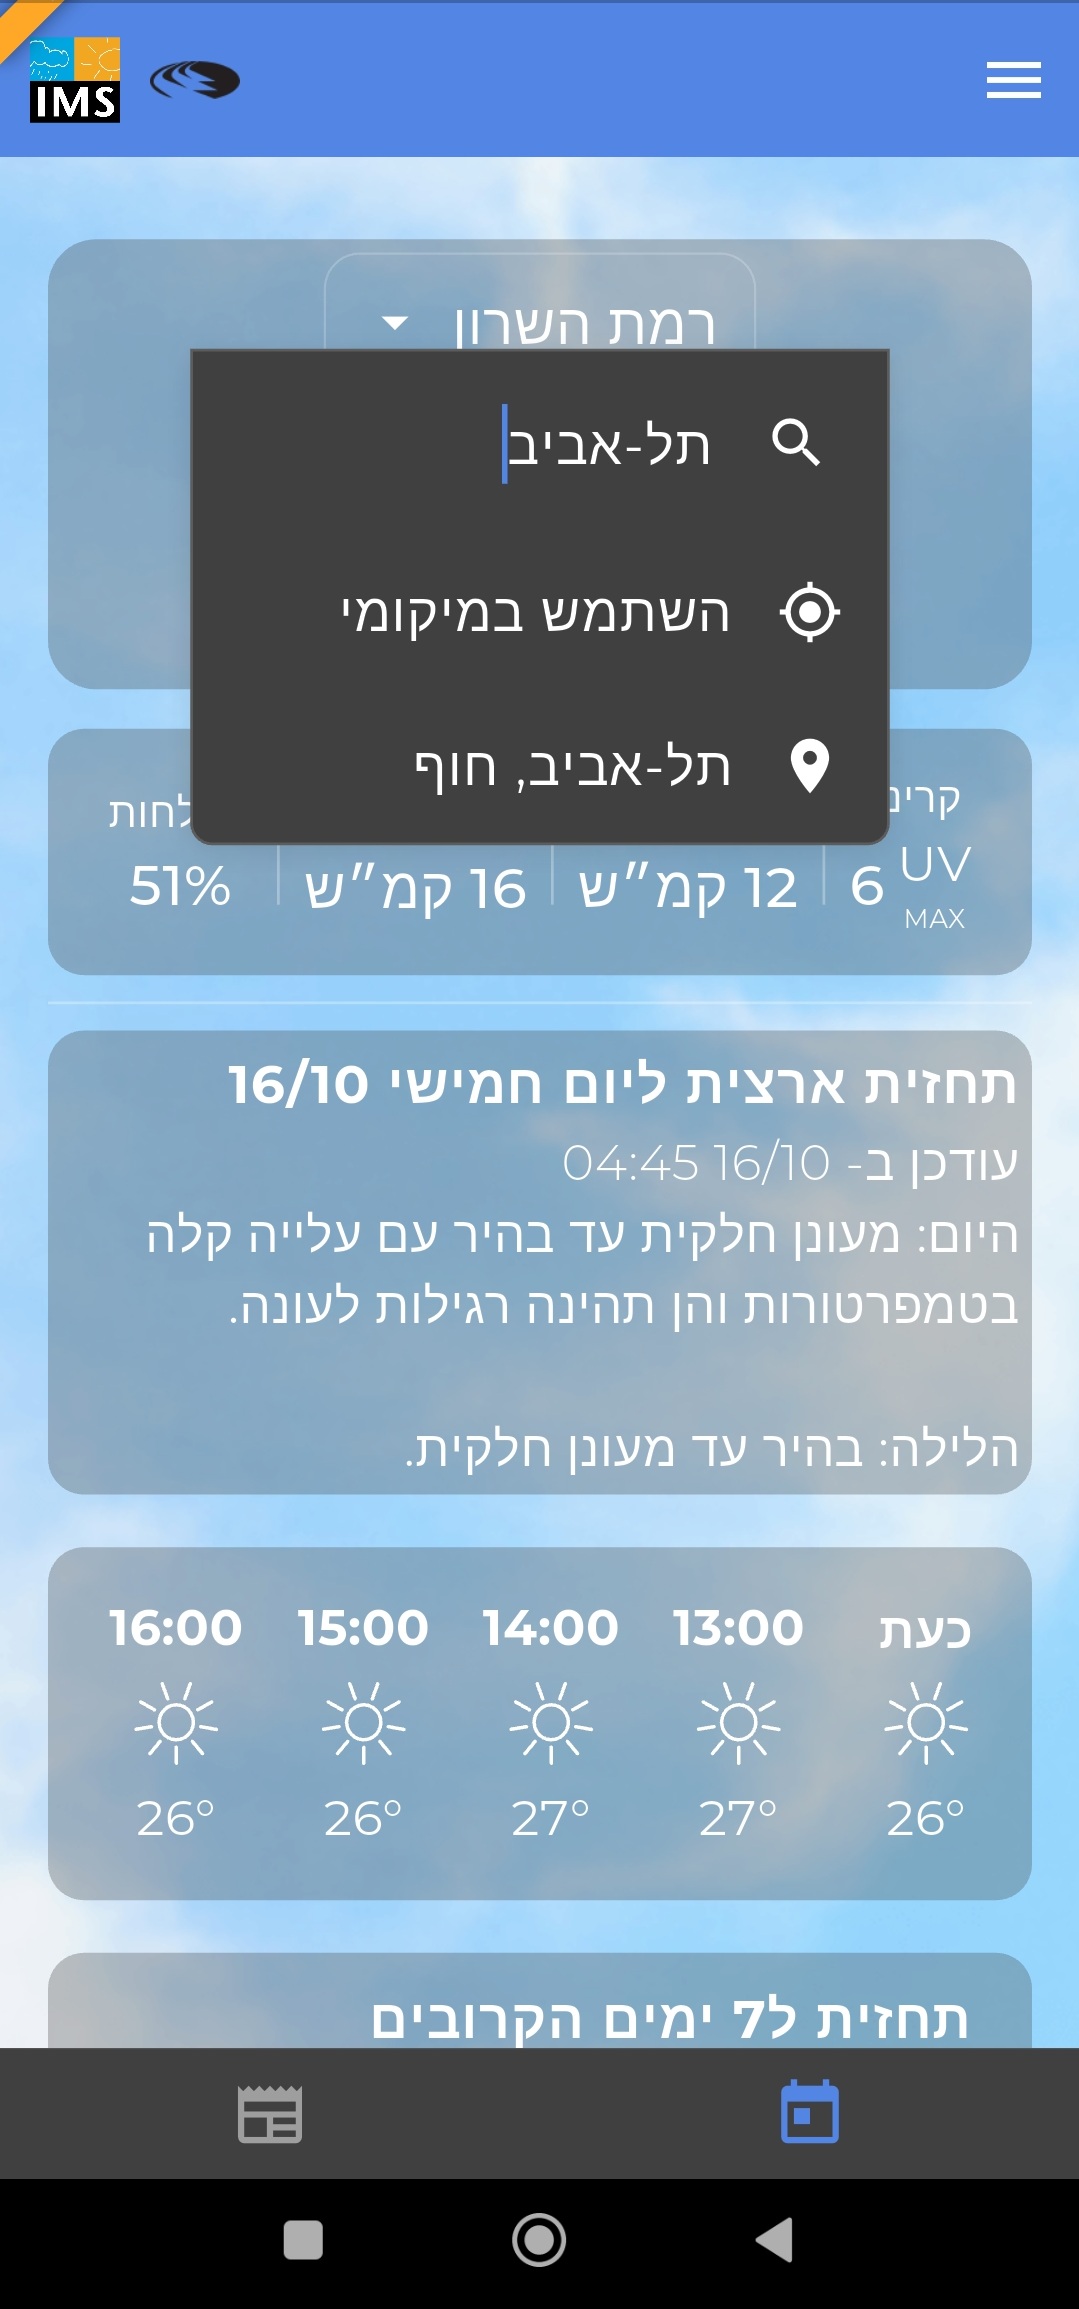 IMS
רמת השרון
תל-אביב
השתמש במיקומי
תל-אביב, חוף
לחות
51%
16 קמ"ש
12 קמ"ש
6 UV
MAX
תחזית ארצית ליום חמישי 16/10
עודכן ב- 16/10 04:45
היום: מעונן חלקית עד בהיר עם עלייה קלה
בטמפרטורות והן תהינה רגילות לעונה.
הלילה: בהיר עד מעונן חלקית.
כעת 13:00 14:00 15:00 16:00
26° 27° 27° 26° 26°
תחזית ל7 ימים הקרובים